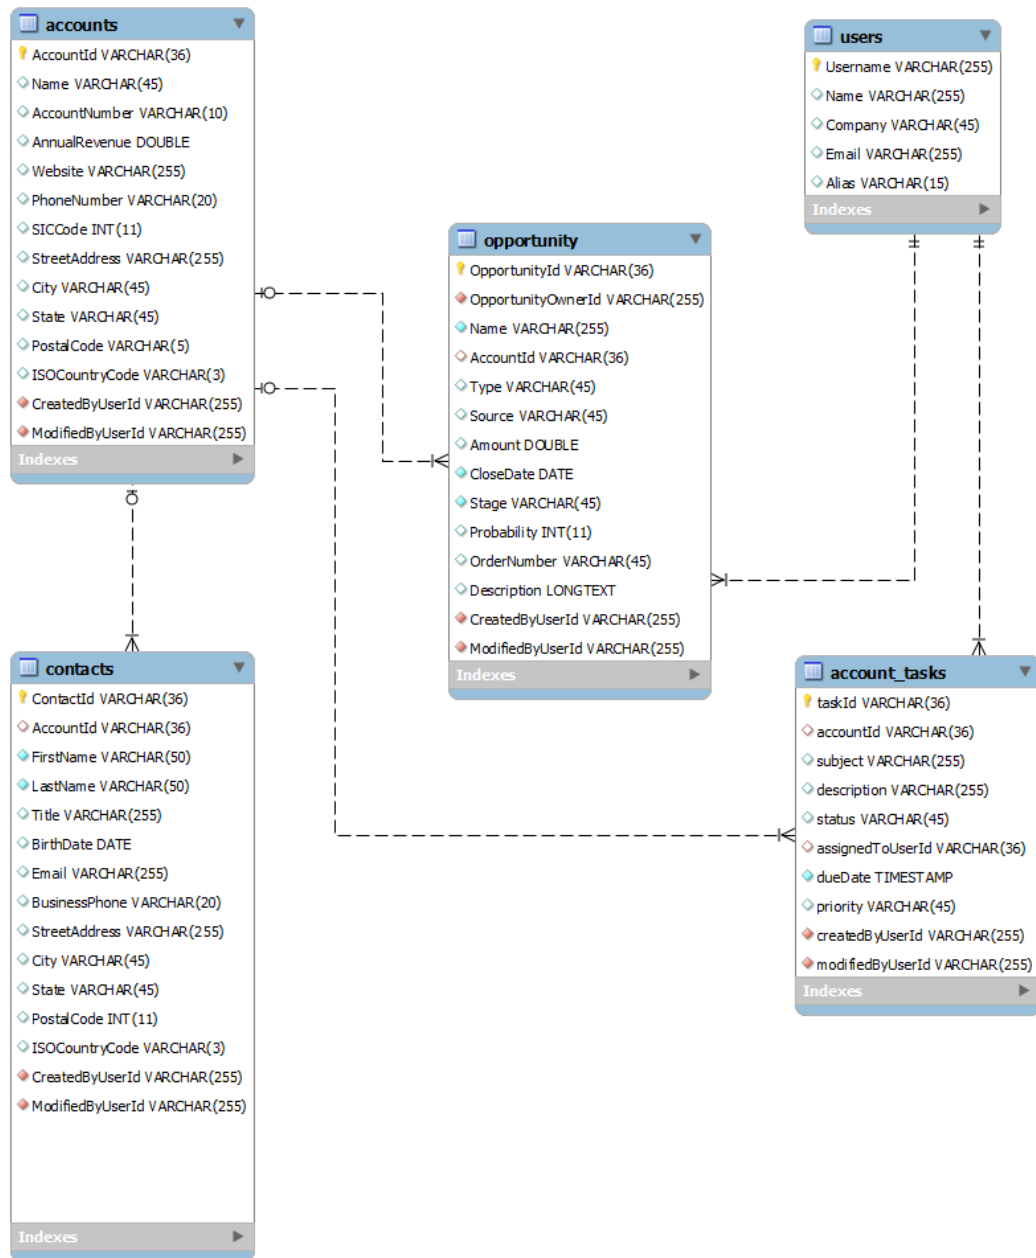 accounts
AccountId VARCHAR(36)
Name VARCHAR(45)
AccountNumber VARCHAR(10)
AnnualRevenue DOUBLE
Website VARCHAR(255)
PhoneNumber VARCHAR(20)
SICCode INT(11)
StreetAddress VARCHAR(255)
City VARCHAR(45)
State VARCHAR(45)
PostalCode VARCHAR(5)
ISOCountryCode VARCHAR(3)
CreatedByUserId VARCHAR(255)
ModifiedByUserId VARCHAR(255)
Indexes
users
Username VARCHAR(255)
Name VARCHAR(255)
Company VARCHAR(45)
Email VARCHAR(255)
Alias VARCHAR(15)
Indexes
opportunity
OpportunityId VARCHAR(36)
OpportunityOwnerId VARCHAR(255)
Name VARCHAR(255)
AccountId VARCHAR(36)
Type VARCHAR(45)
Source VARCHAR(45)
Amount DOUBLE
CloseDate DATE
Stage VARCHAR(45)
Probability INT(11)
OrderNumber VARCHAR(45)
Description LONGTEXT
CreatedByUserId VARCHAR(255)
ModifiedByUserId VARCHAR(255)
Indexes
contacts
ContactId VARCHAR(36)
AccountId VARCHAR(36)
FirstName VARCHAR(50)
LastName VARCHAR(50)
Title VARCHAR(255)
BirthDate DATE
Email VARCHAR(255)
BusinessPhone VARCHAR(20)
StreetAddress VARCHAR(255)
City VARCHAR(45)
State VARCHAR(45)
PostalCode INT(11)
ISOCountryCode VARCHAR(3)
CreatedByUserId VARCHAR(255)
ModifiedByUserId VARCHAR(255)
Indexes
account_tasks
taskId VARCHAR(36)
accountId VARCHAR(36)
subject VARCHAR(255)
description VARCHAR(255)
status VARCHAR(45)
assignedToUserId VARCHAR(36)
dueDate TIMESTAMP
priority VARCHAR(45)
createdByUserId VARCHAR(255)
modifiedByUserId VARCHAR(255)
Indexes